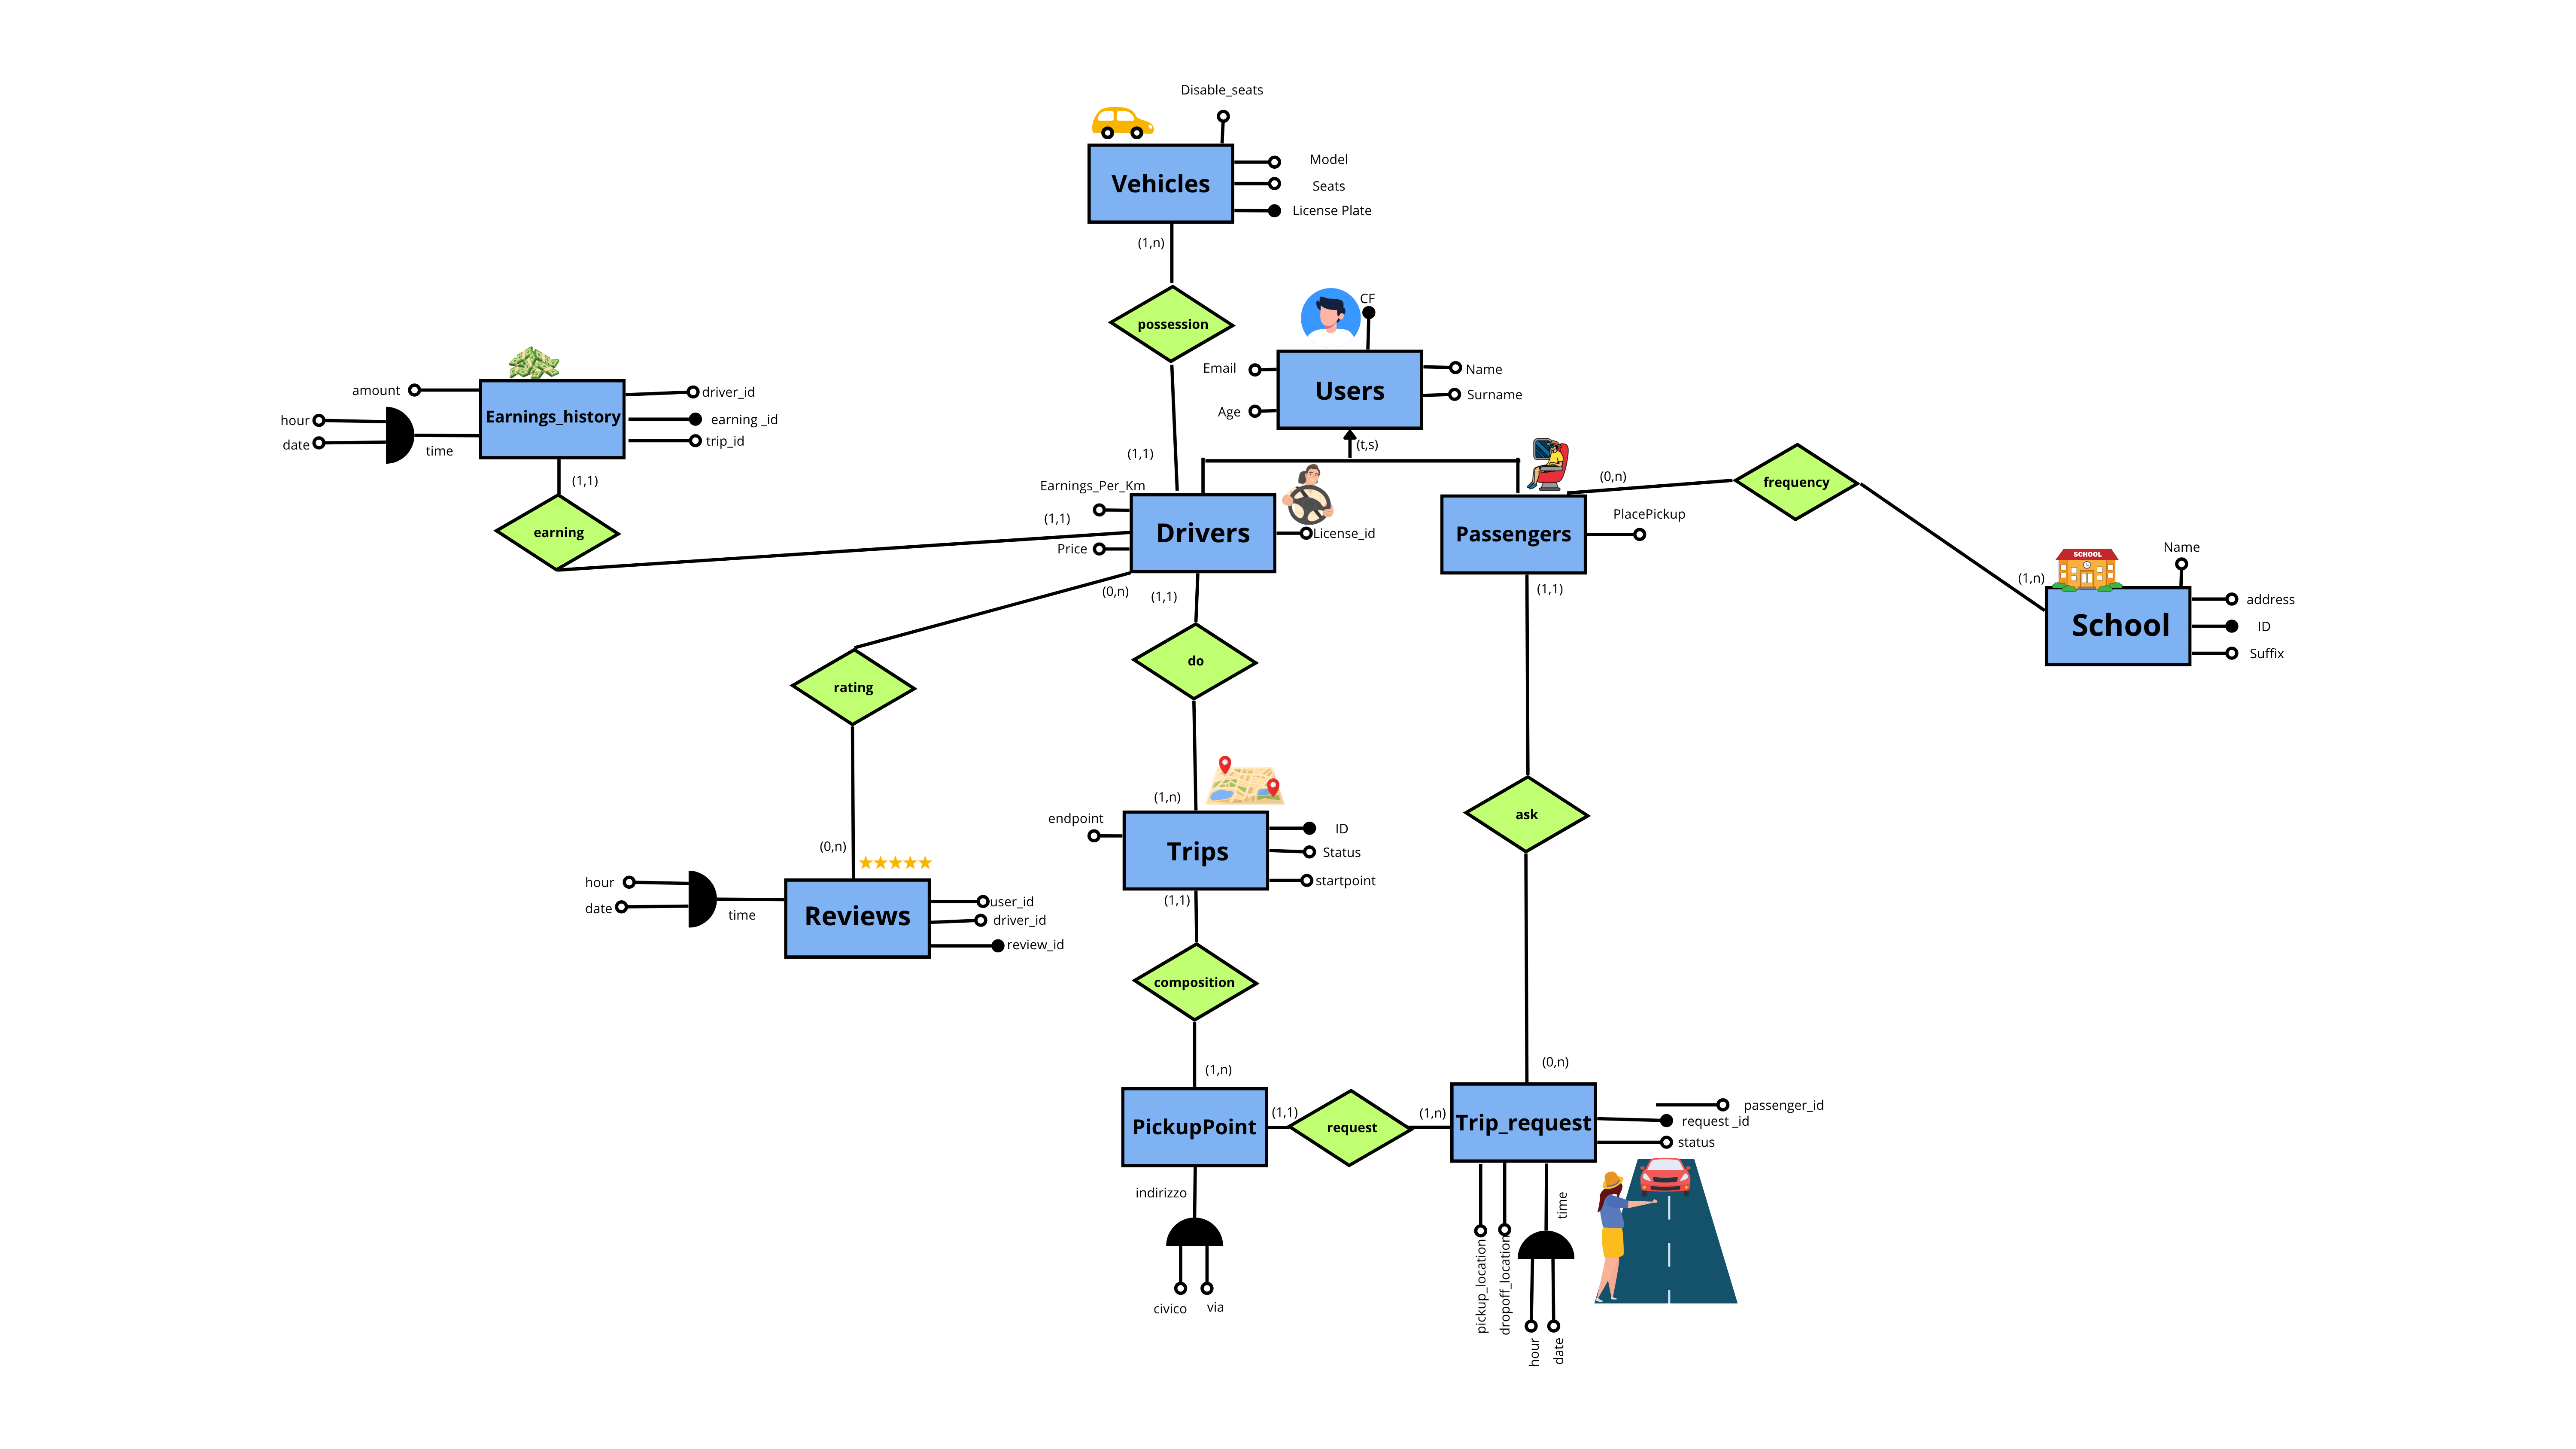 Disable_seats
Model
Vehicles
Seats
License Plate
(1,n)
possession
CF
Email
Name
Users
Surname
Age
(t,s)
amount
driver_id
hour
Earnings_history
earning _id
date
time
trip_id
(1,1)
earning
(1,1)
Earnings_Per_Km
(1,1)
Drivers
License_id
Price
(0,n)
(1,1)
PlacePickup
Passengers
(1,1)
(0,n)
frequency
(1,n)
SCHOOL
Name
address
School
ID
Suffix
rating
do
(0,n)
(1,n)
endpoint
ID
Trips
Status
startpoint
(1,1)
ask
hour
date
time
Reviews
user_id
driver_id
review_id
composition
(1,n)
(0,n)
PickupPoint
(1,1)
request
(1,n)
Trip_request
passenger_id
request _id
status
indirizzo
civico
via
pickup_location
dropoff_location
time
hour
date